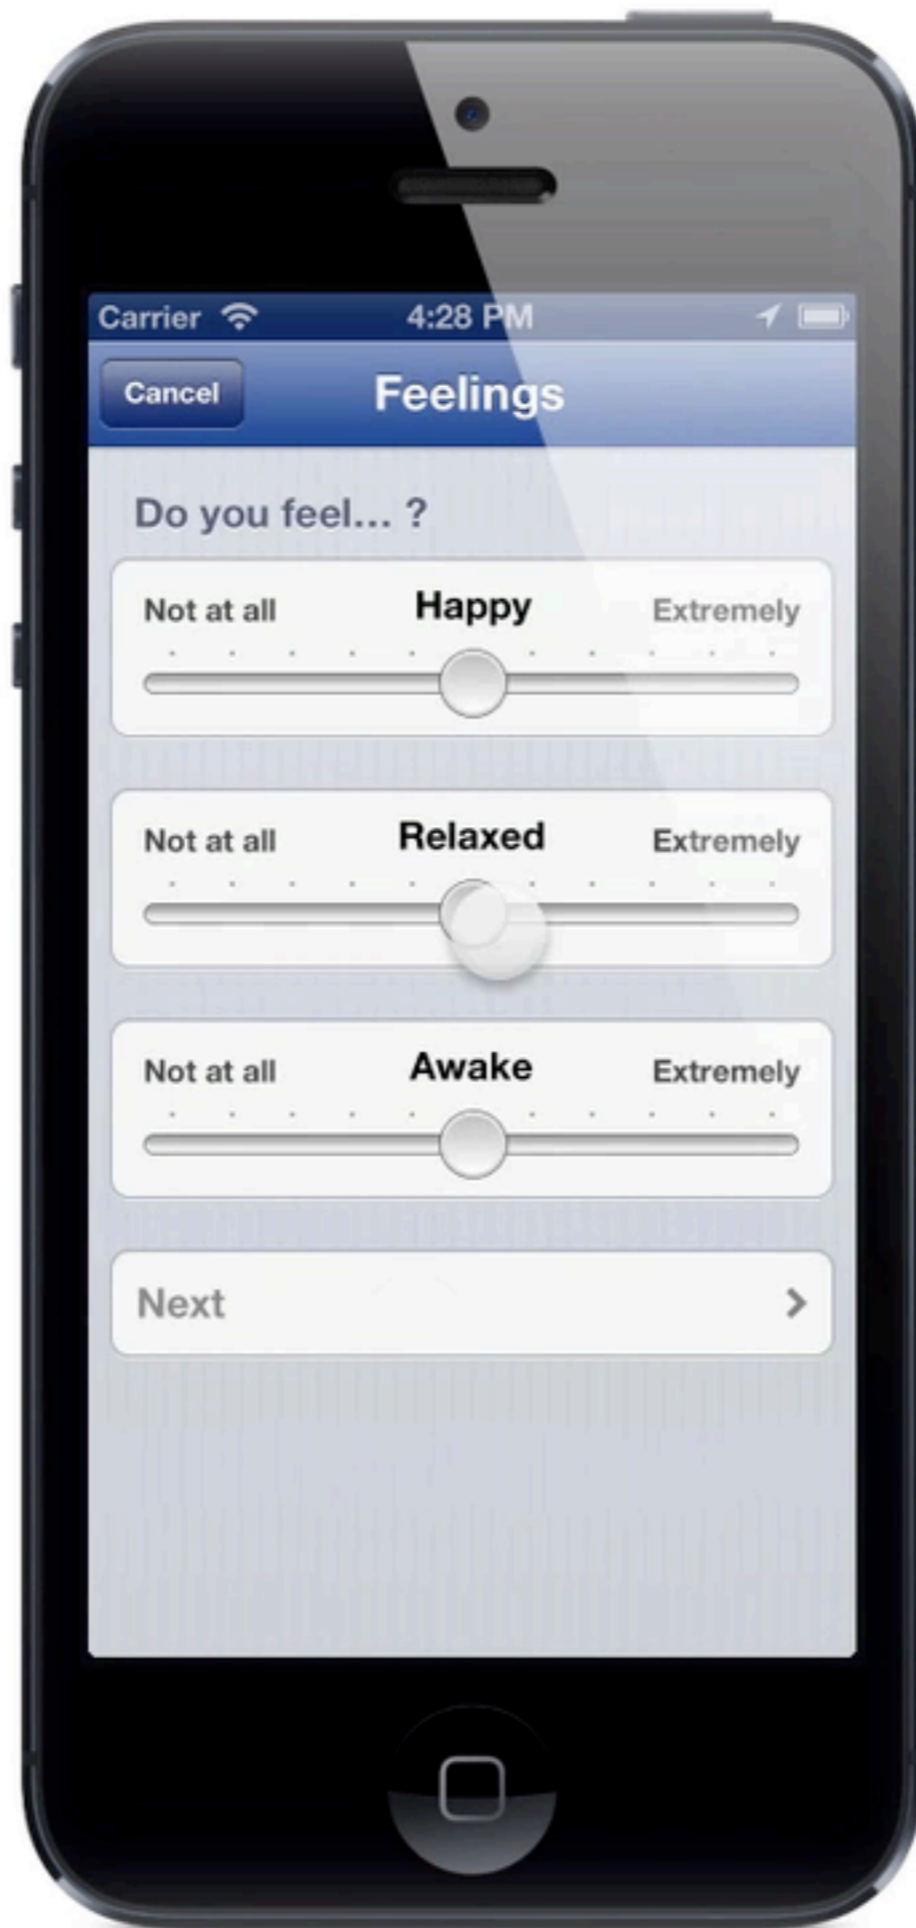 Carrier 4:28 PM
Cancel Feelings
Do you feel... ?
Not at all Happy Extremely
Not at all Relaxed Extremely
Not at all Awake Extremely
Next